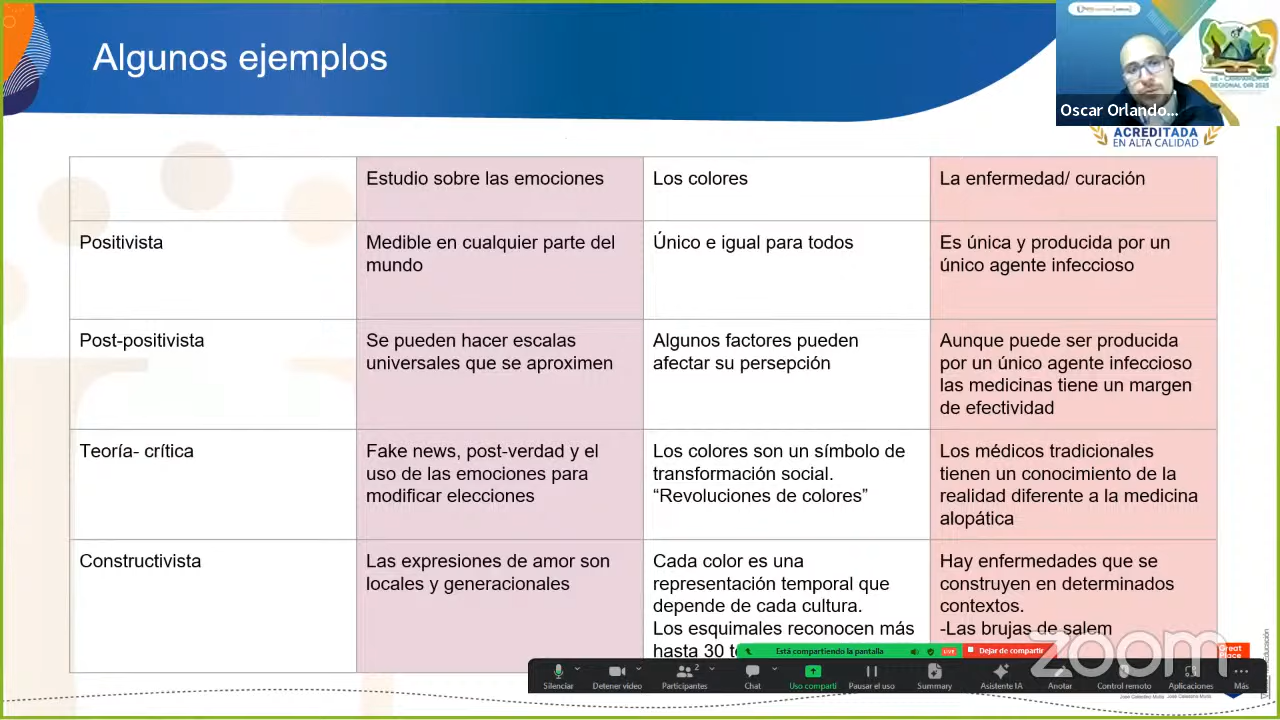 Algunos ejemplos
REGIONAL OIR 2025
Oscar Orlando...
ACREDITADA
EN ALTA CALIDAD
Estudio sobre las emociones
Los colores
La enfermedad/ curación
Positivista
Medible en cualquier parte del
mundo
Único e igual para todos
Es única y producida por un
único agente infeccioso
Post-positivista
Se pueden hacer escalas
universales que se aproximen
Algunos factores pueden
afectar su persepción
Aunque puede ser producida
por un único agente infeccioso
las medicinas tiene un margen
de efectividad
Teoría- crítica
Fake news, post-verdad y el
uso de las emociones para
modificar elecciones
Los colores son un símbolo de
transformación social.
“Revoluciones de colores”
Los médicos tradicionales
tienen un conocimiento de la
realidad diferente a la medicina
alopática
Constructivista
Las expresiones de amor son
locales y generacionales
Cada color es una
representación temporal que
depende de cada cultura.
Los esquimales reconocen más
hasta 30
Hay enfermedades que se
construyen en determinados
contextos.
-Las brujas de salem
zoom
Great
Place
Está compartiendo la pantalla
LIVE
Dejar de compartir
2
Silenciar
Detener video
Participantes
Chat
Uso comparti
Pausar el uso
Summary
Asistente IA
Anotar
Control remoto
Aplicaciones
Más